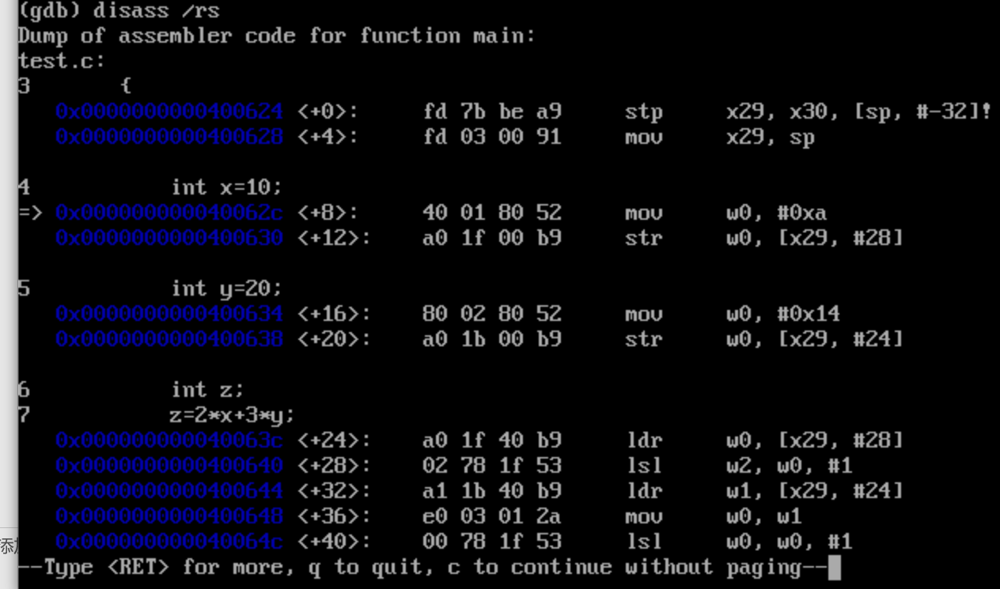 (gdb) disass /rs
Dump of assembler code for function main:
test.c:
3       {
   0x0000000000400624 <+0>:     fd 7b be a9     stp     x29, x30, [sp, #-32]!
   0x0000000000400628 <+4>:     fd 03 00 91     mov     x29, sp
4               int x=10;
=> 0x000000000040062c <+8>:     40 01 80 52     mov     w0, #0xa
   0x0000000000400630 <+12>:    a0 1f 00 b9     str     w0, [x29, #28]
5               int y=20;
   0x0000000000400634 <+16>:    80 02 80 52     mov     w0, #0x14
   0x0000000000400638 <+20>:    a0 1b 00 b9     str     w0, [x29, #24]
6               int z;
7               z=2*x+3*y;
   0x000000000040063c <+24>:    a0 1f 40 b9     ldr     w0, [x29, #28]
   0x0000000000400640 <+28>:    02 78 1f 53     lsl     w2, w0, #1
   0x0000000000400644 <+32>:    a1 1b 40 b9     ldr     w1, [x29, #24]
   0x0000000000400648 <+36>:    e0 03 01 2a     mov     w0, w1
   0x000000000040064c <+40>:    00 78 1f 53     lsl     w0, w0, #1
--Type <RET> for more, q to quit, c to continue without paging--
添